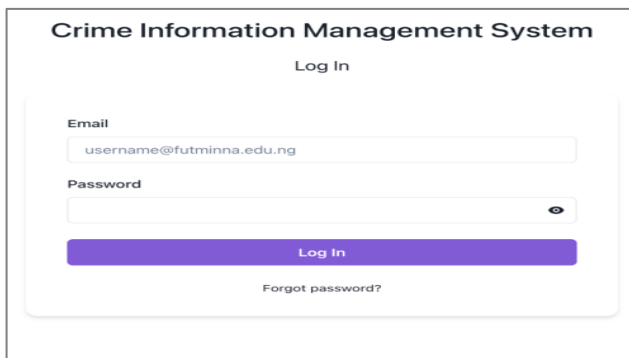 Crime Information Management System
Log In
Email
username@futminna.edu.ng
Password
Log In
Forgot password?